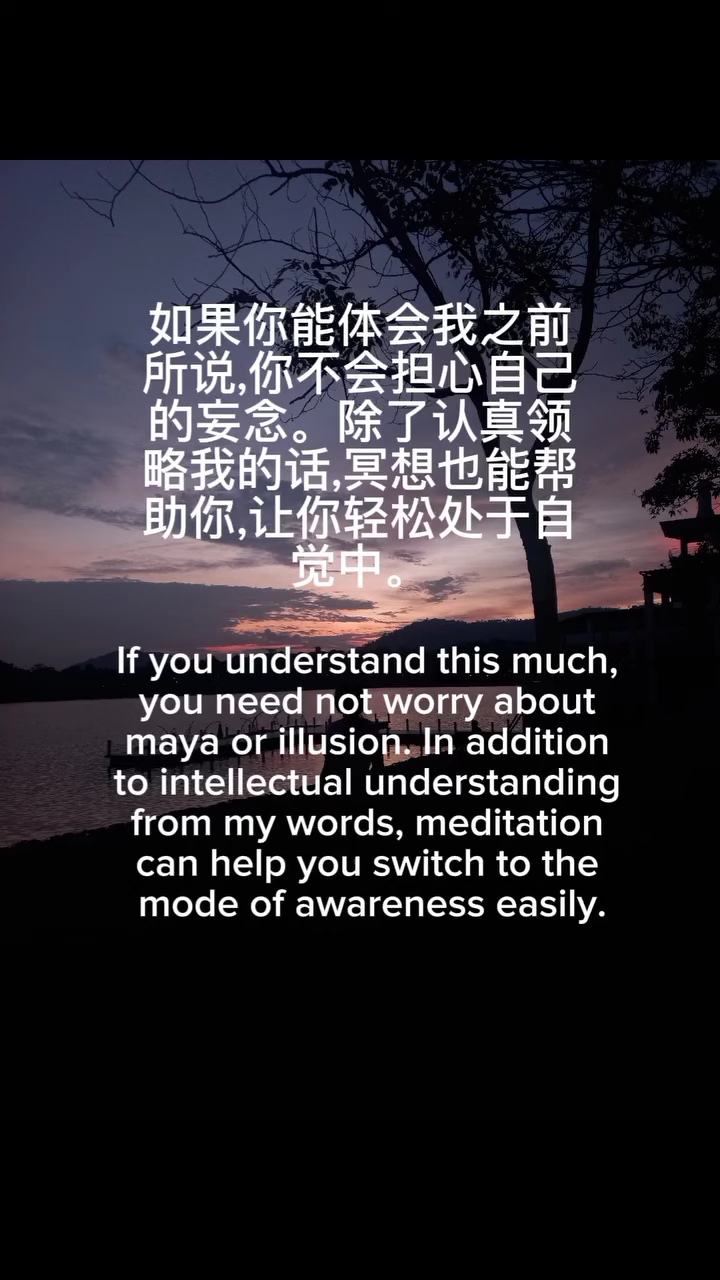 如果你能体会我之前
所说,你不会担心自己
的妄念。除了认真领
略我的话,冥想也能帮
助你,让你轻松处于自
觉中。
If you understand this much,
you need not worry about
maya or illusion. In addition
to intellectual understanding
from my words, meditation
can help you switch to the
mode of awareness easily.